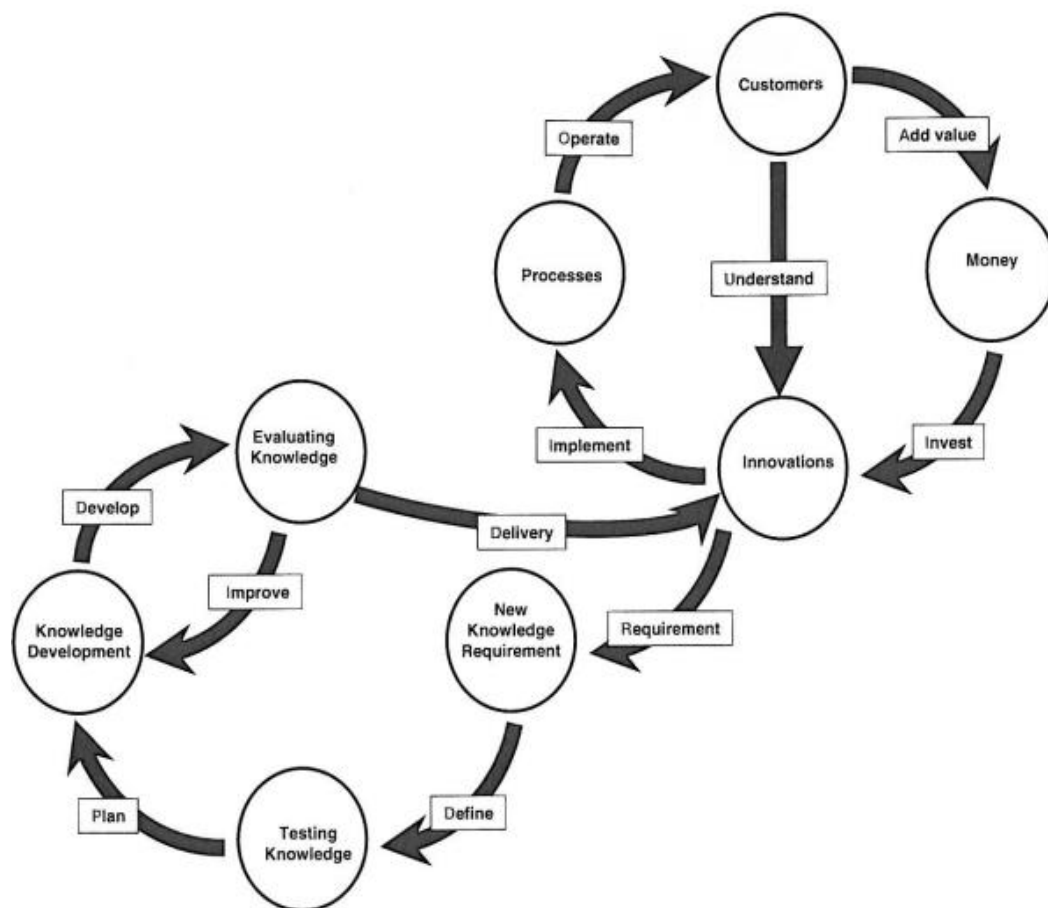 Customers
Operate
Add value
Processes
Understand
Money
Evaluating
Knowledge
Implement
Innovations
Invest
Develop
Delivery
Improve
New
Knowledge
Requirement
Requirement
Knowledge
Development
Plan
Define
Testing
Knowledge